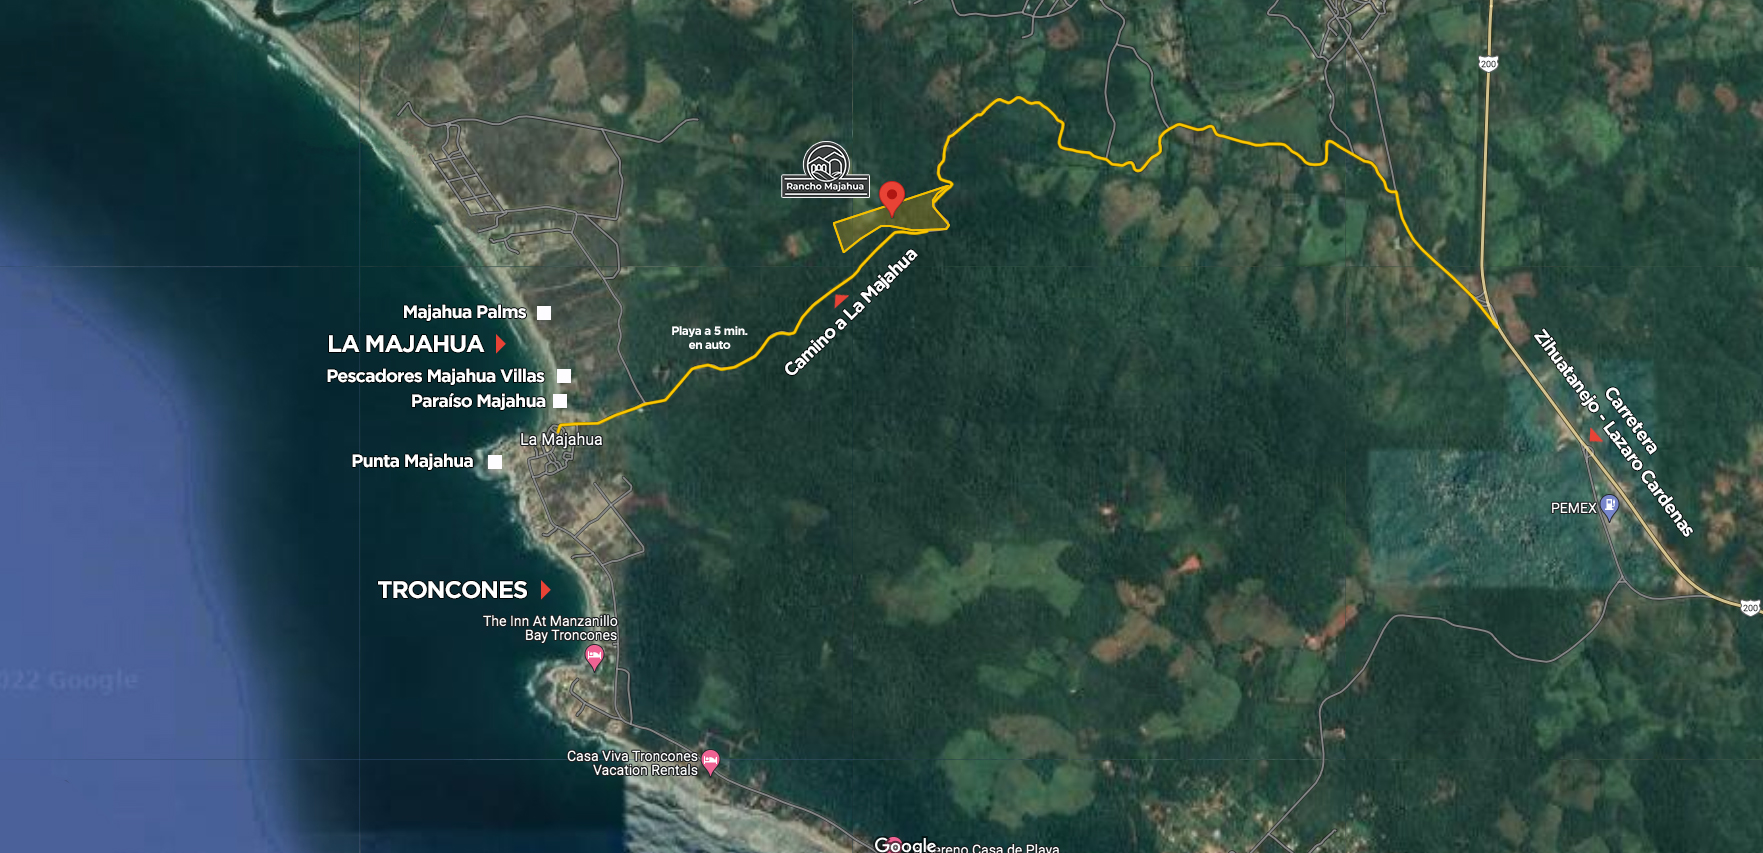 200
Rancho Majahua
Majahua Palms
LA MAJAHUA
Pescadores Majahua Villas
Paraíso Majahua
Playa a 5 min.
en auto
Camino a La Majahua
La Majahua
Punta Majahua
Carretera
Zihuatanejo - Lazaro Cardenas
PEMEX
TRONCONES
The Inn At Manzanillo
Bay Troncones
200
022 Google
Casa Viva Troncones
Vacation Rentals
Google
Casa de Playa